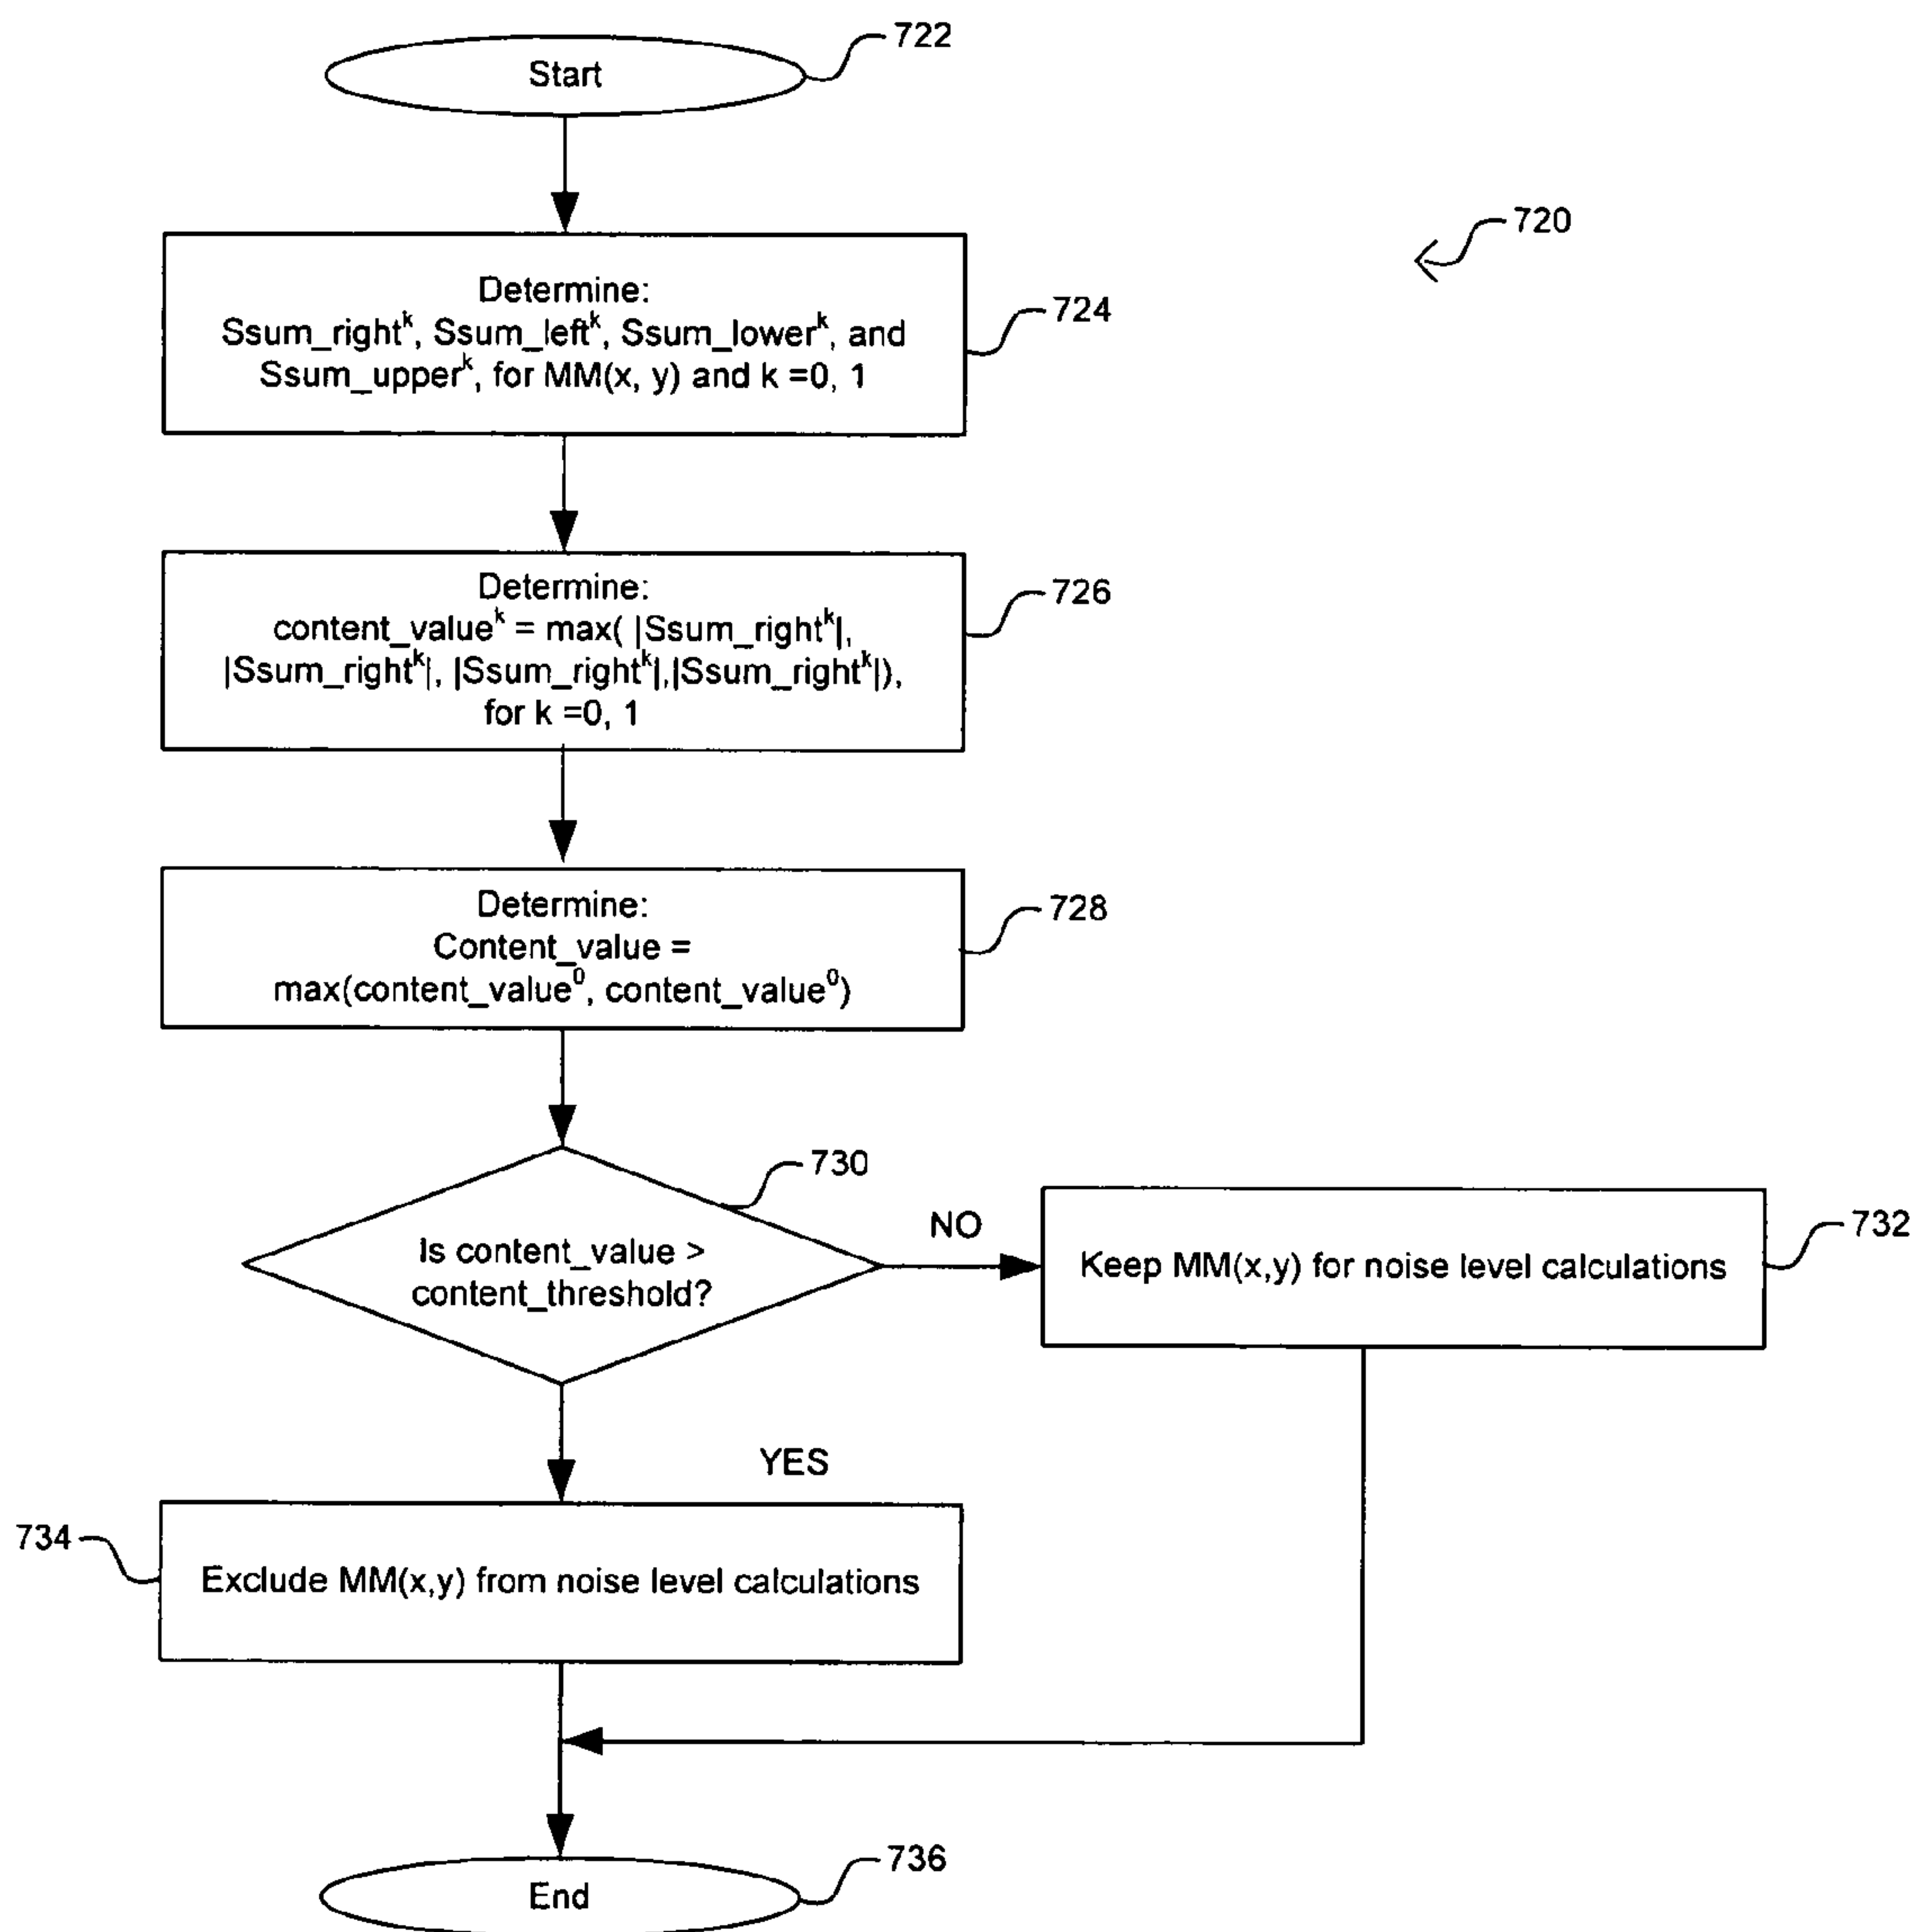 722
Start
720
Determine:
Ssum_right^k, Ssum_left^k, Ssum_lower^k, and
Ssum_upper^k, for MM(x, y) and k =0, 1
724
Determine:
content_value^k = max( |Ssum_right^k|,
|Ssum_right^k|, |Ssum_right^k|,|Ssum_right^k|),
for k =0, 1
726
Determine:
Content_value =
max(content_value^0, content_value^0)
728
730
Is content_value >
content_threshold?
NO
Keep MM(x,y) for noise level calculations
732
YES
734
Exclude MM(x,y) from noise level calculations
736
End